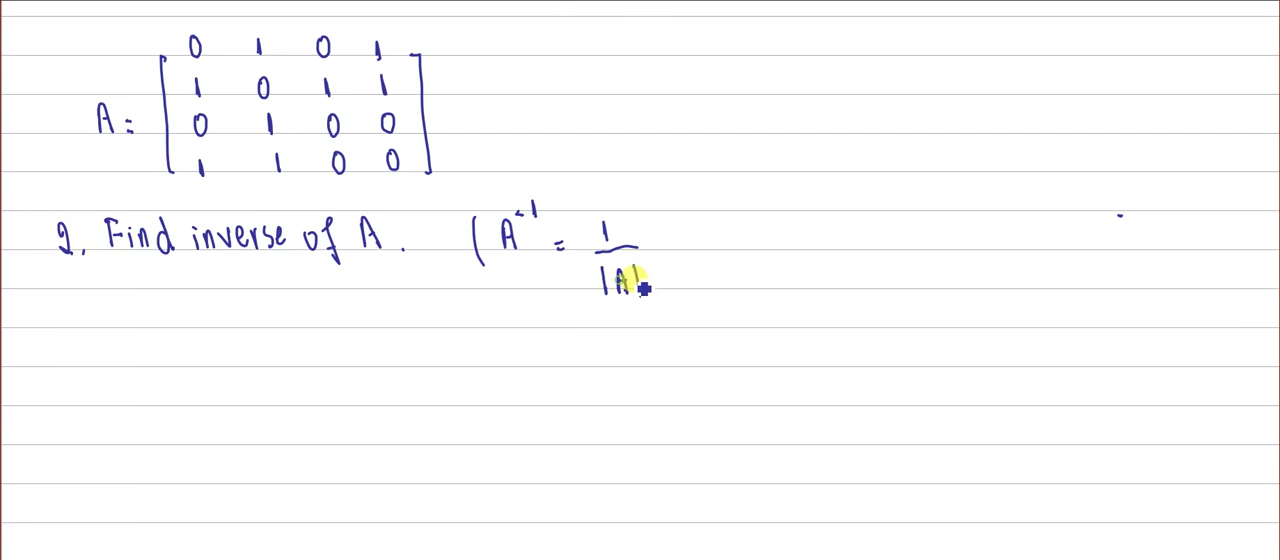 0 1 0 1
1 0 1 1
A = 0 1 0 0
1 1 0 0
2. Find inverse of A. ( A⁻¹ = 1
|A|